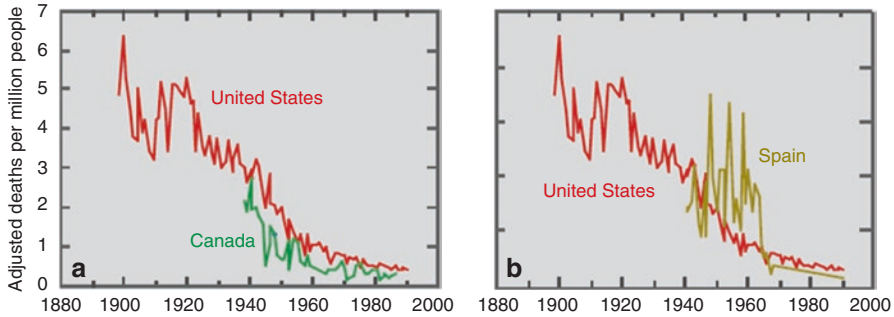 Adjusted deaths per million people
7
6
5
4
3
2
1
0
United States
Canada
a
1880 1900 1920 1940 1960 1980 2000
Spain
United States
b
1880 1900 1920 1940 1960 1980 2000